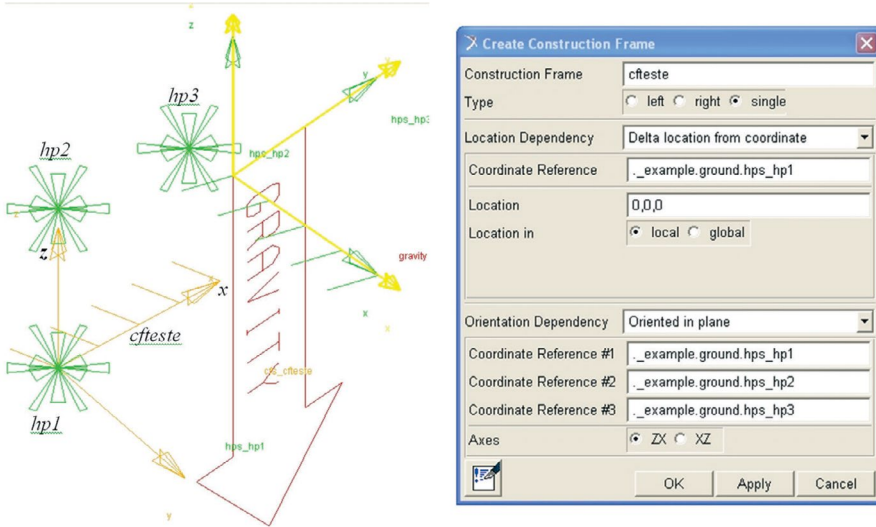 z
hp3
y
hps_hp3
hp2
hps_hp2
z
z
GRAVITY
gravity
x
x
cfteste
x
cfs_cfteste
hp1
hps_hp1
y
Create Construction Frame
Construction Frame cfteste
Type left right single
Location Dependency Delta location from coordinate
Coordinate Reference ._example.ground.hps_hp1
Location 0,0,0
Location in local global
Orientation Dependency Oriented in plane
Coordinate Reference #1 ._example.ground.hps_hp1
Coordinate Reference #2 ._example.ground.hps_hp2
Coordinate Reference #3 ._example.ground.hps_hp3
Axes ZX XZ
OK Apply Cancel